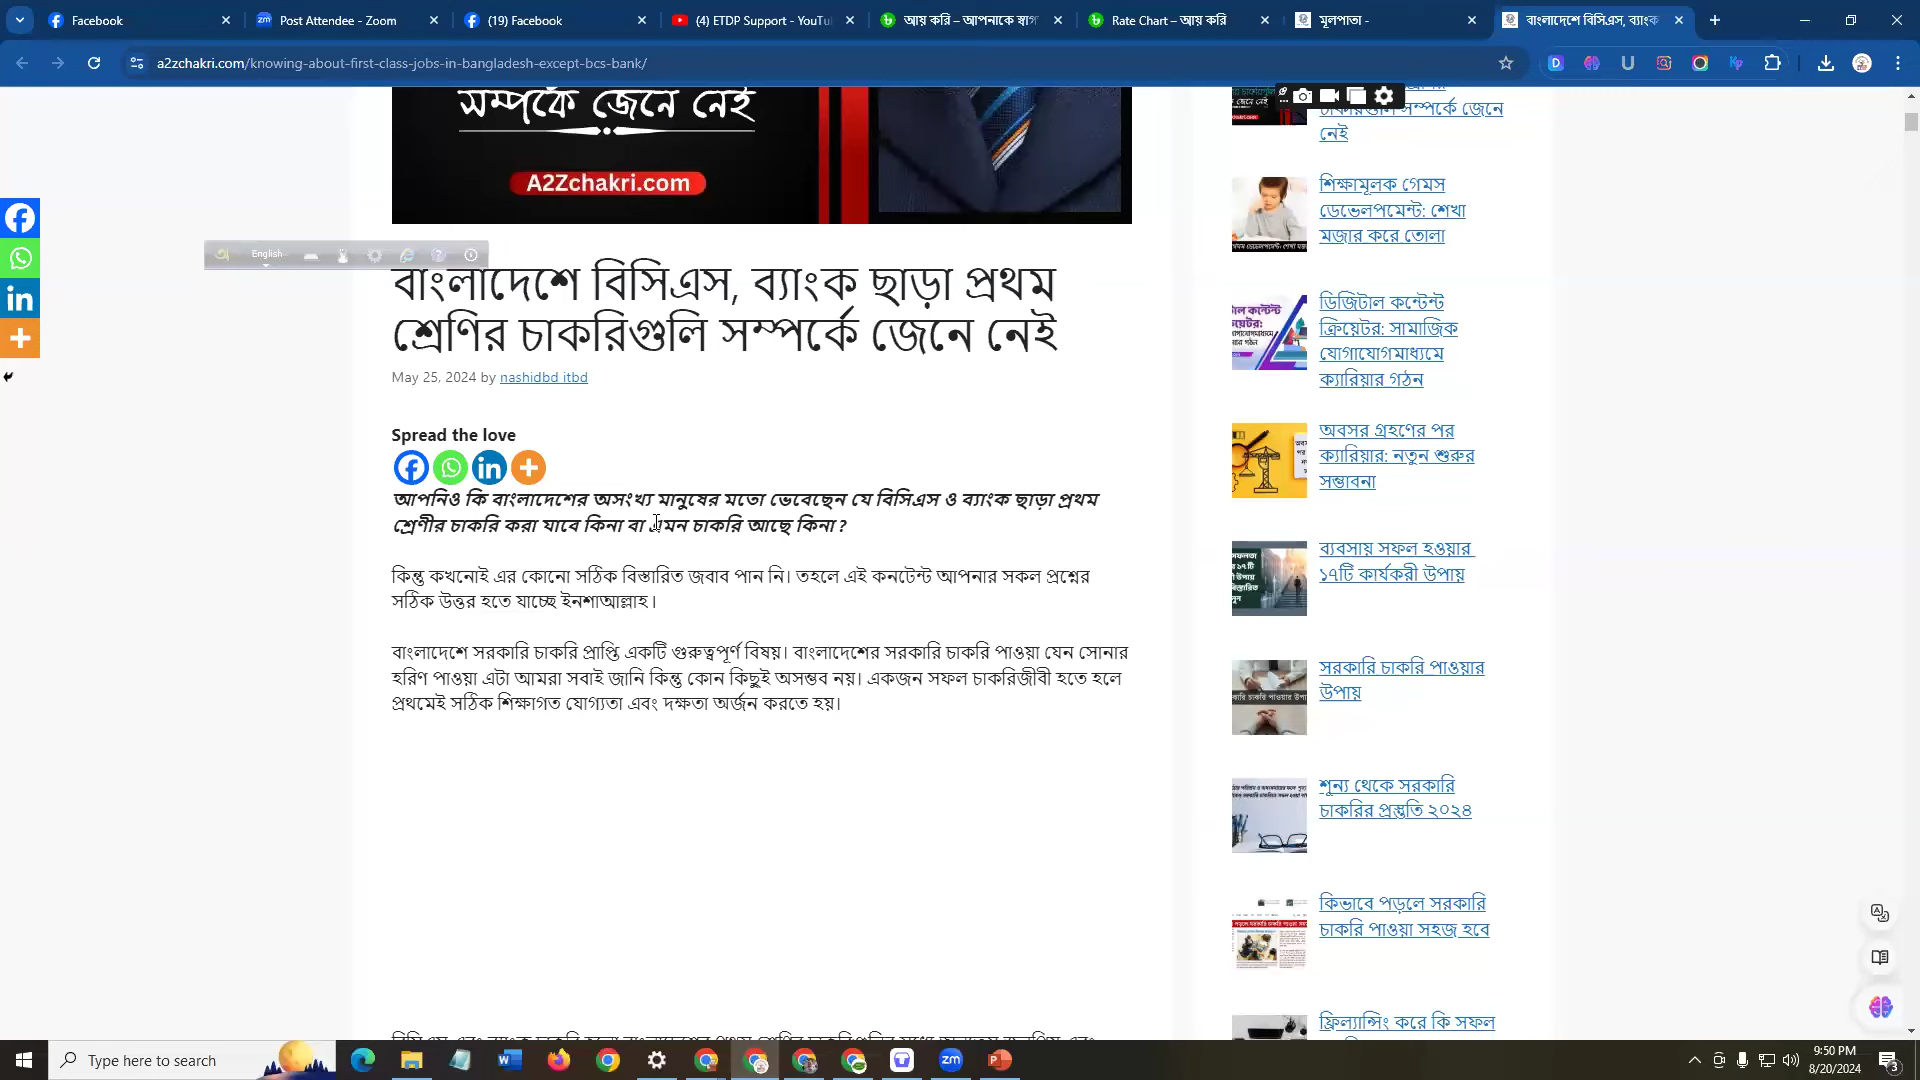 Facebook
Post Attendee - Zoom
(19) Facebook
(4) ETDP Support - YouTu
আয় করি – আপনাকে স্বাগ
Rate Chart – আয় করি
মূলপাতা -
বাংলাদেশে বিসিএস, ব্যাংক
a2zchakri.com/knowing-about-first-class-jobs-in-bangladesh-except-bcs-bank/
সম্পর্কে জেনে নেই
A2Zchakri.com
English
বাংলাদেশে বিসিএস, ব্যাংক ছাড়া প্রথম
শ্রেণির চাকরিগুলি সম্পর্কে জেনে নেই
May 25, 2024 by nashidbd itbd
Spread the love
আপনিও কি বাংলাদেশের অসংখ্য মানুষের মতো ভেবেছেন যে বিসিএস ও ব্যাংক ছাড়া প্রথম
শ্রেণীর চাকরি করা যাবে কিনা বা এমন চাকরি আছে কিনা ?
কিন্তু কখনোই এর কোনো সঠিক বিস্তারিত জবাব পান নি। তহলে এই কনটেন্ট আপনার সকল প্রশ্নের
সঠিক উত্তর হতে যাচ্ছে ইনশাআল্লাহ।
বাংলাদেশে সরকারি চাকরি প্রাপ্তি একটি গুরুত্বপূর্ণ বিষয়। বাংলাদেশের সরকারি চাকরি পাওয়া যেন সোনার
হরিণ পাওয়া এটা আমরা সবাই জানি কিন্তু কোন কিছুই অসম্ভব নয়। একজন সফল চাকরিজীবী হতে হলে
প্রথমেই সঠিক শিক্ষাগত যোগ্যতা এবং দক্ষতা অর্জন করতে হয়।
চাকরিগুলি সম্পর্কে জেনে
নেই
শিক্ষামূলক গেমস
ডেভেলপমেন্ট: শেখা
মজার করে তোলা
ডিজিটাল কন্টেন্ট
ক্রিয়েটর: সামাজিক
যোগাযোগমাধ্যমে
ক্যারিয়ার গঠন
অবসর গ্রহণের পর
ক্যারিয়ার: নতুন শুরুর
সম্ভাবনা
ব্যবসায় সফল হওয়ার
১৭টি কার্যকরী উপায়
সরকারি চাকরি পাওয়ার
উপায়
শূন্য থেকে সরকারি
চাকরির প্রস্তুতি ২০২৪
কিভাবে পড়লে সরকারি
চাকরি পাওয়া সহজ হবে
ফ্রিল্যান্সিং করে কি সফল
Type here to search
9:50 PM
8/20/2024
3